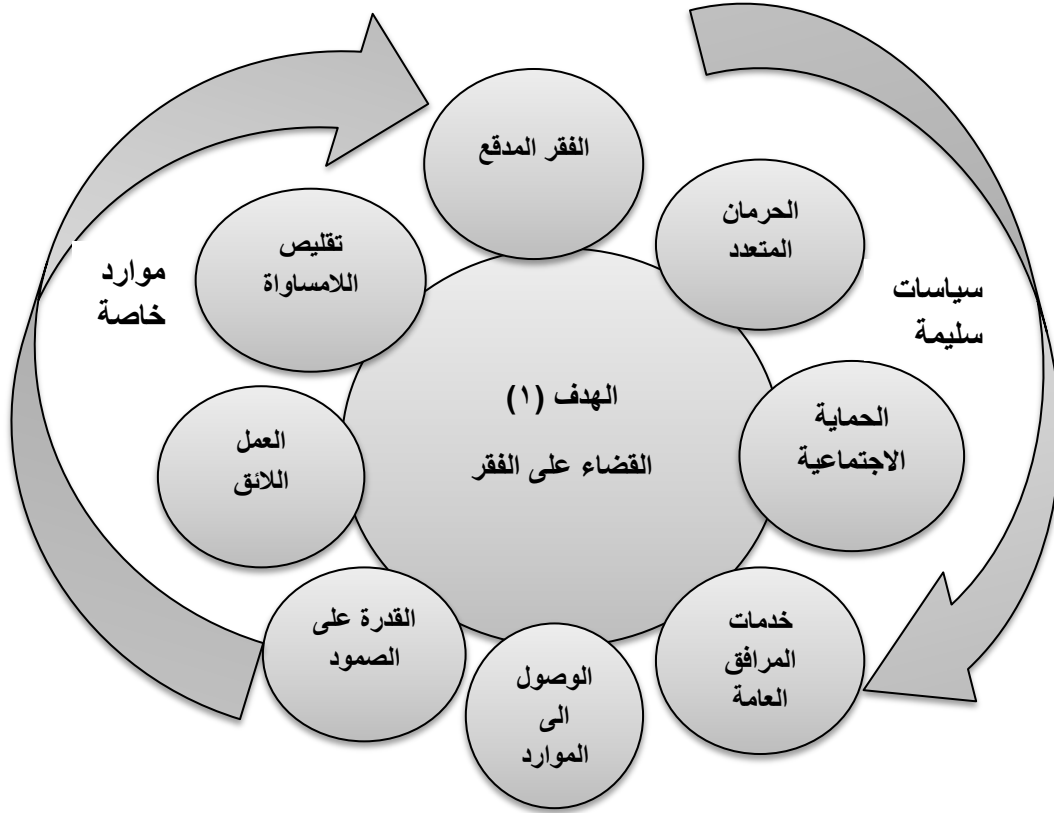 الفقر المدقع
الحرمان
المتعدد
سياسات
سليمة
الحماية
الاجتماعية
خدمات
المرافق
العامة
الوصول
الى
الموارد
القدرة على
الصمود
العمل
اللائق
تقليص
اللامساواة
موارد
خاصة
الهدف (١)
القضاء على الفقر